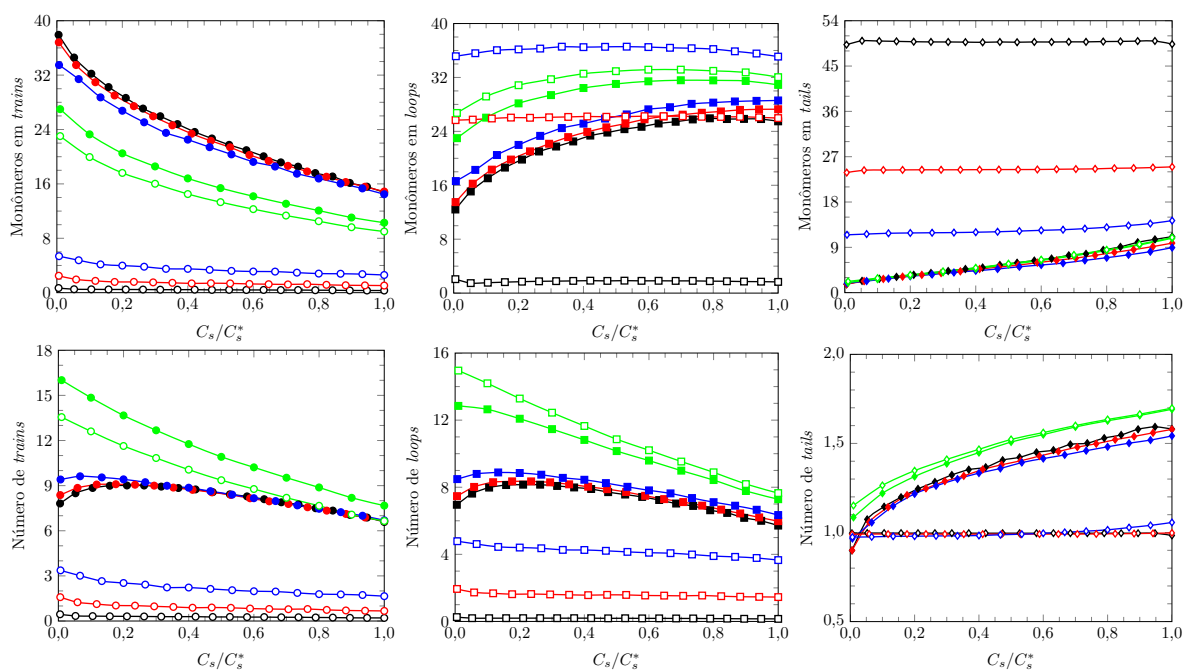 Monômeros em trains
40
32
24
16
8
0
0,0 0,2 0,4 0,6 0,8 1,0
C_s/C_s^*
Monômeros em loops
40
32
24
16
8
0
0,0 0,2 0,4 0,6 0,8 1,0
C_s/C_s^*
Monômeros em tails
54
45
36
27
18
9
0
0,0 0,2 0,4 0,6 0,8 1,0
C_s/C_s^*
Número de trains
18
15
12
9
6
3
0
0,0 0,2 0,4 0,6 0,8 1,0
C_s/C_s^*
Número de loops
16
12
8
4
0
0,0 0,2 0,4 0,6 0,8 1,0
C_s/C_s^*
Número de tails
2,0
1,5
1,0
0,5
0,0 0,2 0,4 0,6 0,8 1,0
C_s/C_s^*